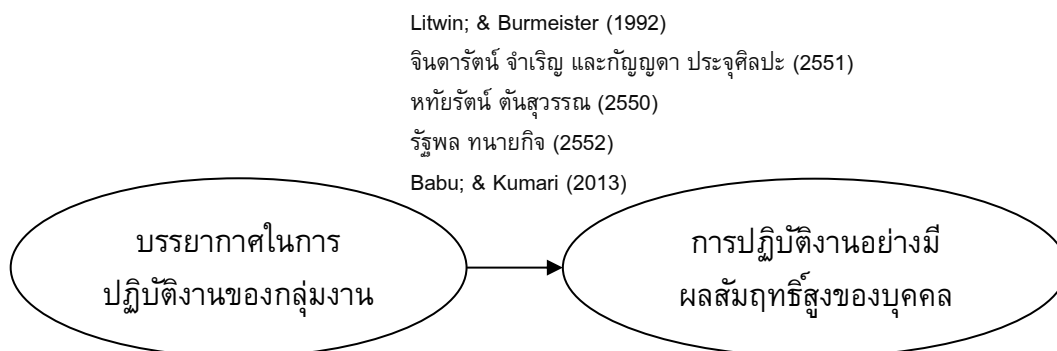 Litwin; & Burmeister (1992)
จินดารัตน์ จำเริญ และกัญญดา ประจุศิลปะ (2551)
หทัยรัตน์ ตันสุวรรณ (2550)
รัฐพล ทนายกิจ (2552)
Babu; & Kumari (2013)
บรรยากาศในการ
ปฏิบัติงานของกลุ่มงาน
การปฏิบัติงานอย่างมี
ผลสัมฤทธิ์สูงของบุคคล